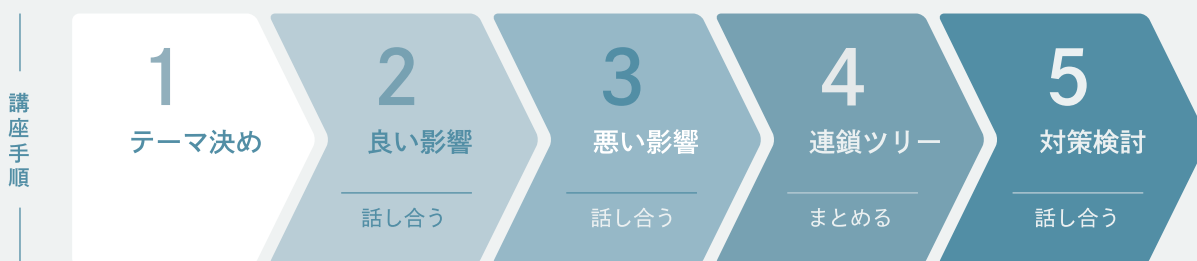 講座手順
1
テーマ決め
2
良い影響
話し合う
3
悪い影響
話し合う
4
連鎖ツリー
まとめる
5
対策検討
話し合う